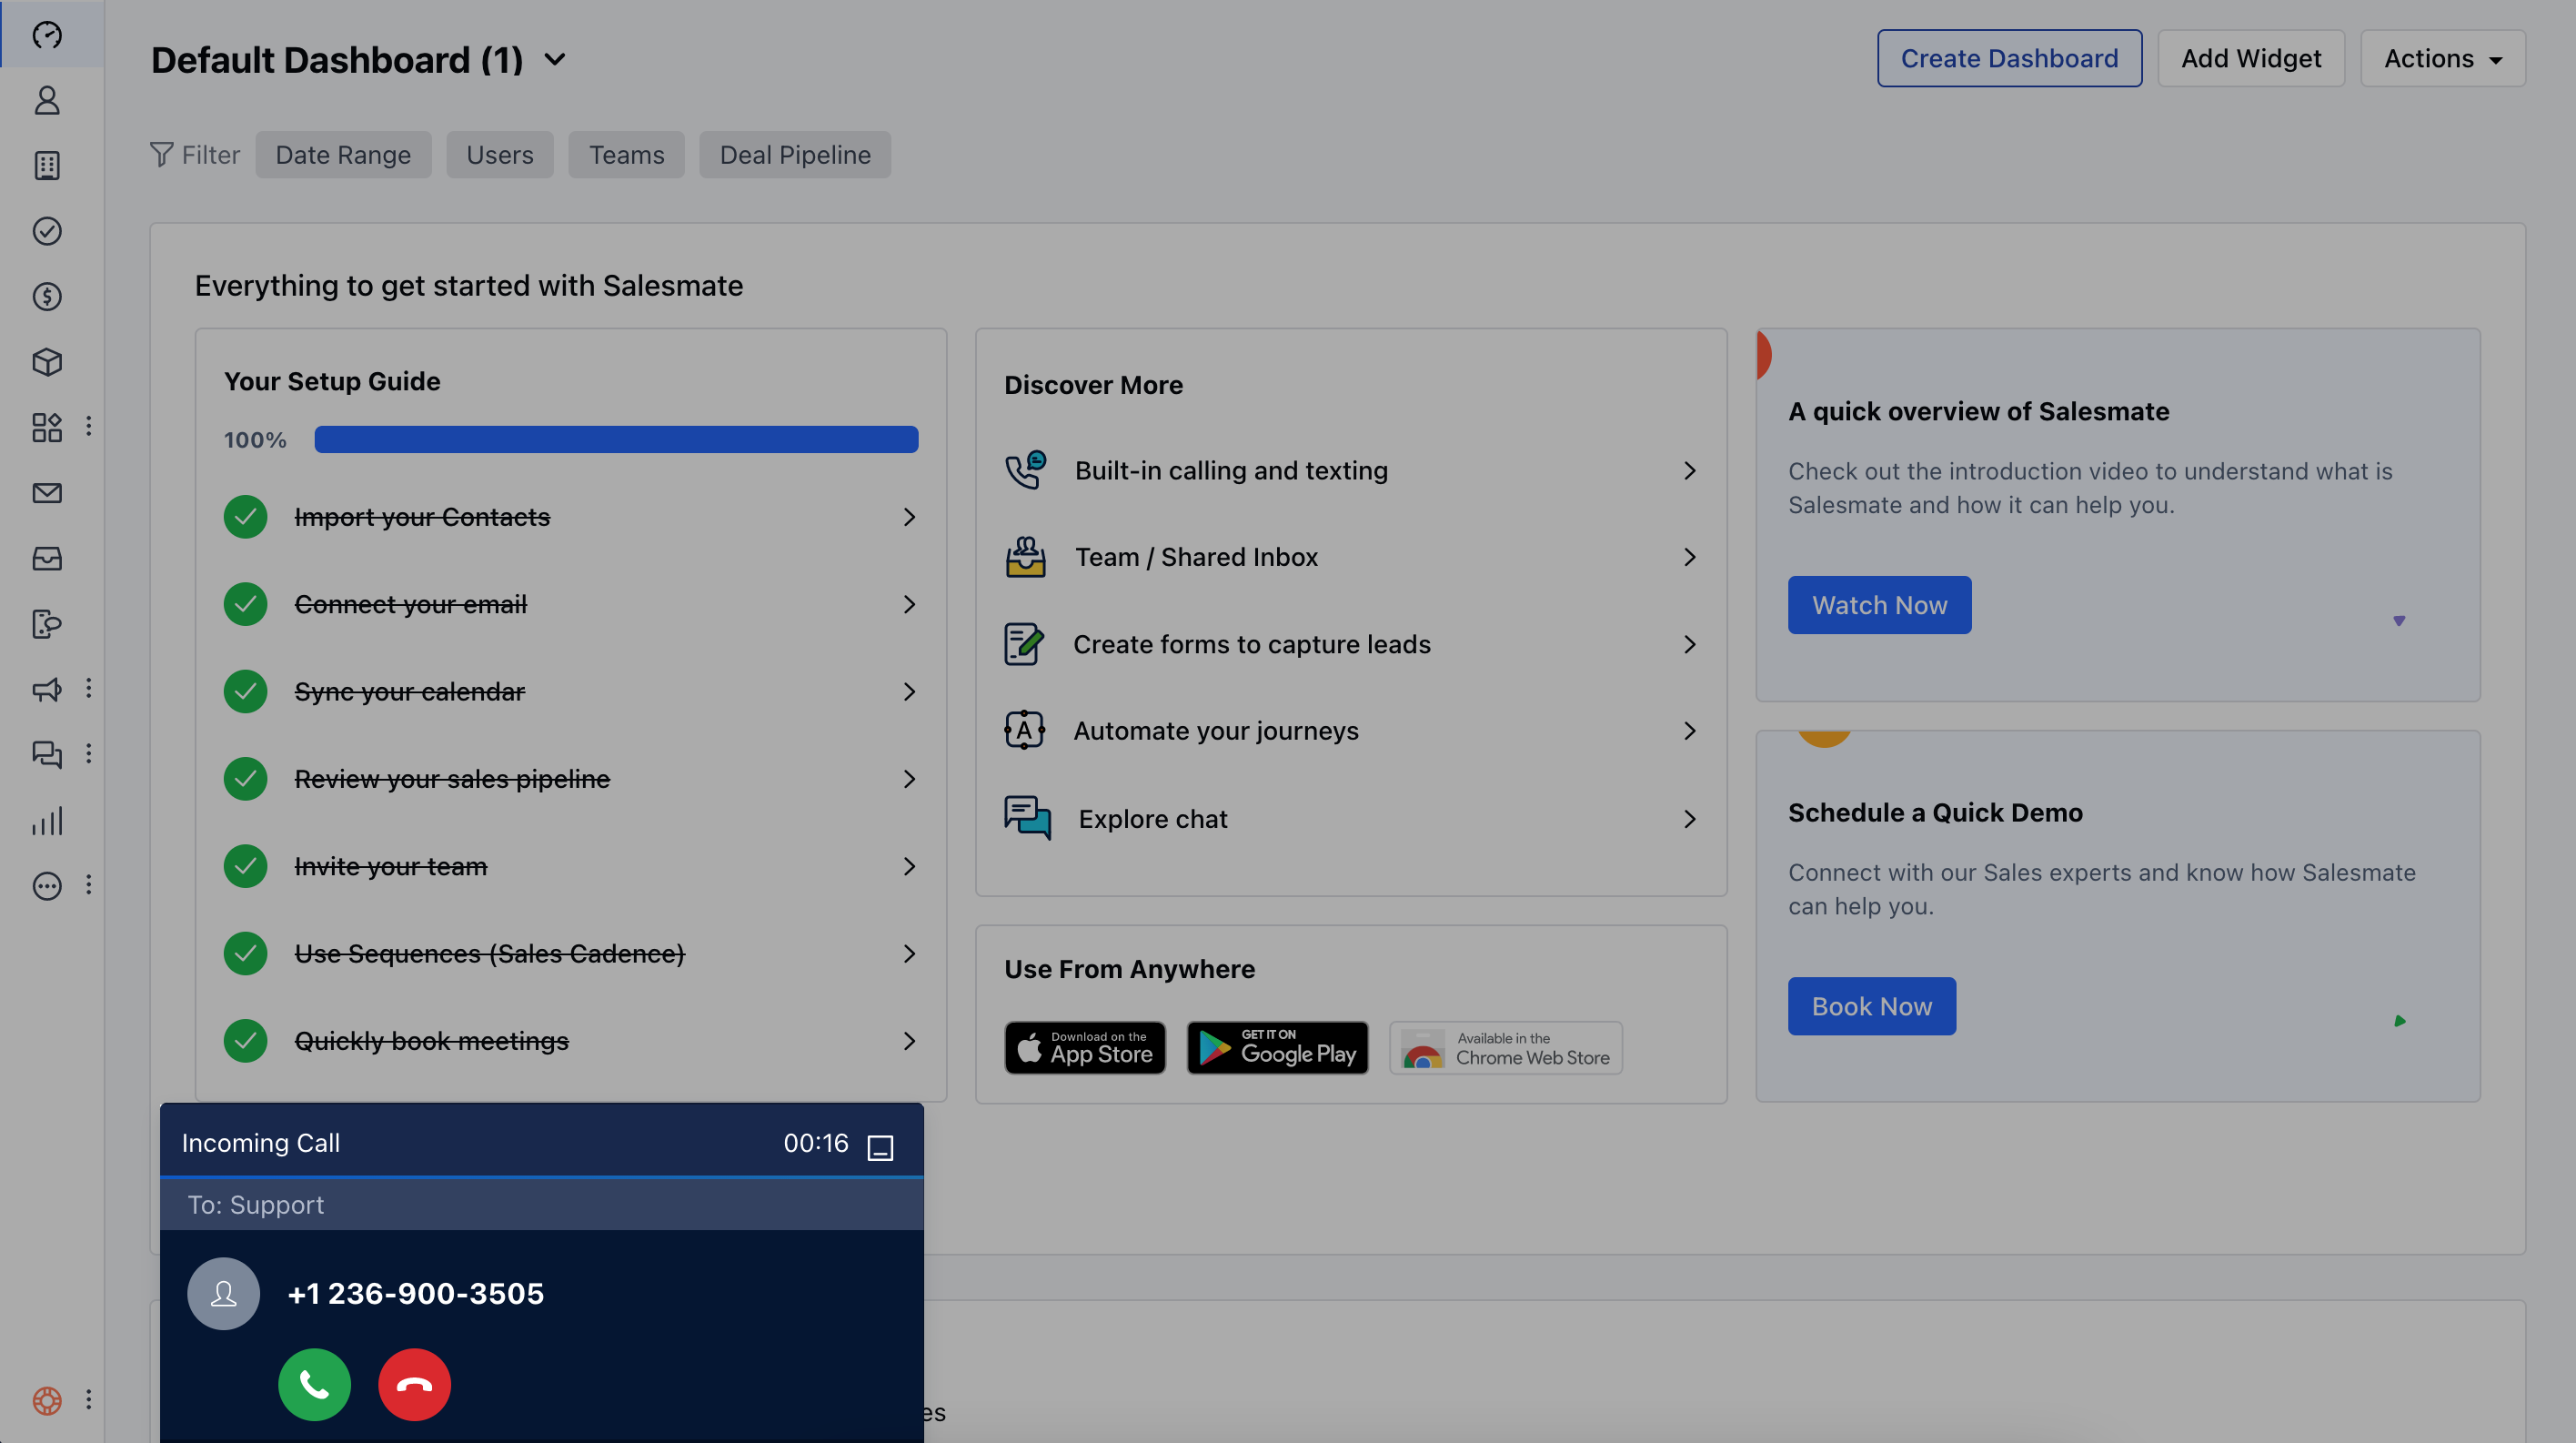 Default Dashboard (1)
Create Dashboard
Add Widget
Actions
Filter
Date Range
Users
Teams
Deal Pipeline
Everything to get started with Salesmate
Your Setup Guide
100%
Import your Contacts
Connect your email
Sync your calendar
Review your sales pipeline
Invite your team
Use Sequences (Sales Cadence)
Quickly book meetings
Discover More
Built-in calling and texting
Team / Shared Inbox
Create forms to capture leads
A
Automate your journeys
Explore chat
Use From Anywhere
Download on the
App Store
GET IT ON
Google Play
Available in the
Chrome Web Store
A quick overview of Salesmate
Check out the introduction video to understand what is
Salesmate and how it can help you.
Watch Now
Schedule a Quick Demo
Connect with our Sales experts and know how Salesmate
can help you.
Book Now
Incoming Call
00:16
To: Support
+1 236-900-3505
es